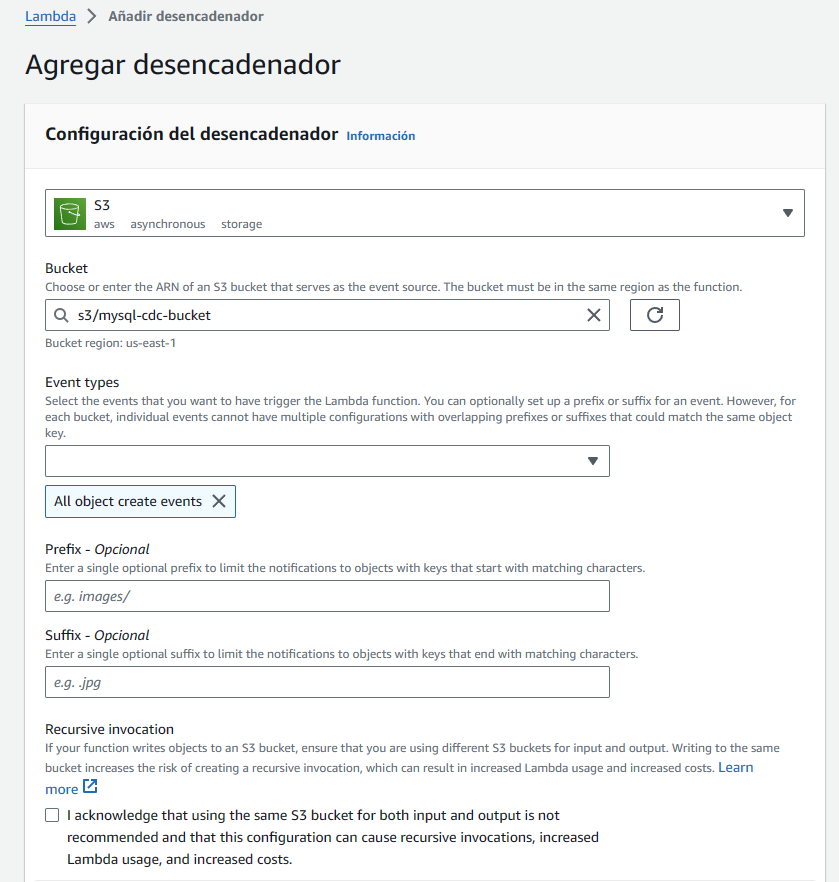 Lambda > Añadir desencadenador
Agregar desencadenador
Configuración del desencadenador Información
S3
aws asynchronous storage
Bucket
Choose or enter the ARN of an S3 bucket that serves as the event source. The bucket must be in the same region as the function.
s3/mysql-cdc-bucket
Bucket region: us-east-1
Event types
Select the events that you want to have trigger the Lambda function. You can optionally set up a prefix or suffix for an event. However, for
each bucket, individual events cannot have multiple configurations with overlapping prefixes or suffixes that could match the same object
key.
All object create events
Prefix - Opcional
Enter a single optional prefix to limit the notifications to objects with keys that start with matching characters.
e.g. images/
Suffix - Opcional
Enter a single optional suffix to limit the notifications to objects with keys that end with matching characters.
e.g. .jpg
Recursive invocation
If your function writes objects to an S3 bucket, ensure that you are using different S3 buckets for input and output. Writing to the same
bucket increases the risk of creating a recursive invocation, which can result in increased Lambda usage and increased costs. Learn
more
I acknowledge that using the same S3 bucket for both input and output is not
recommended and that this configuration can cause recursive invocations, increased
Lambda usage, and increased costs.